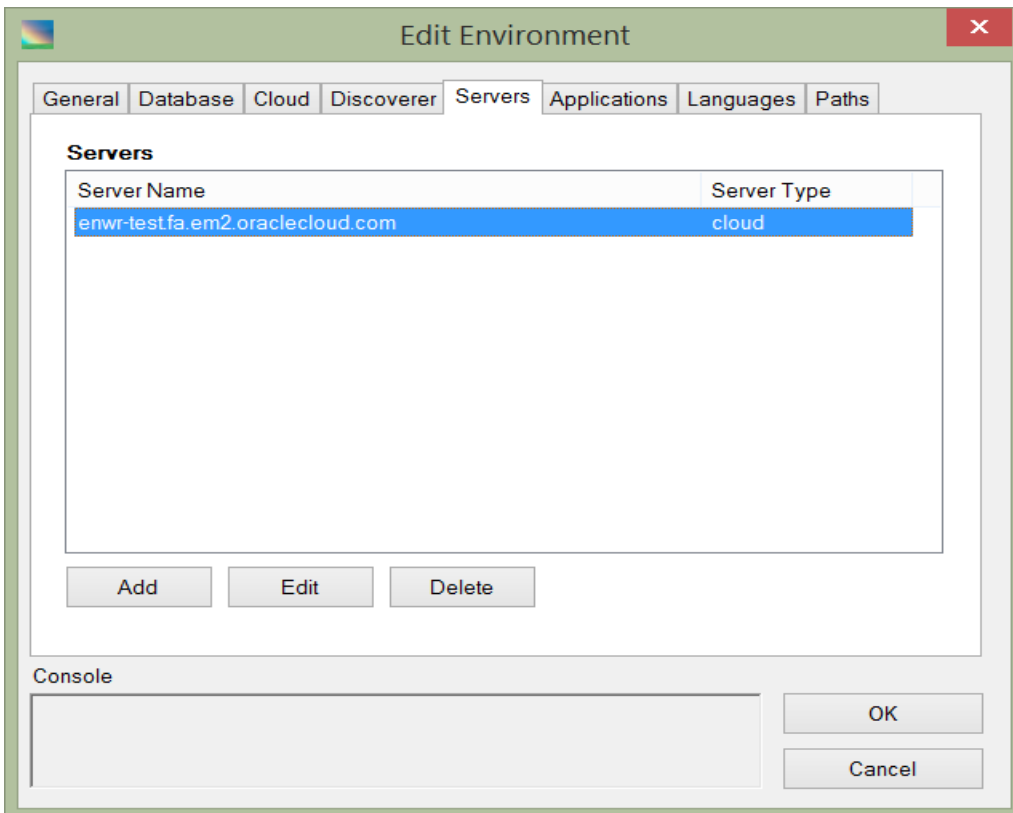 Edit Environment
General Database Cloud Discoverer Servers Applications Languages Paths
Servers
Server Name Server Type
enwr-test.fa.em2.oraclecloud.com cloud
Add Edit Delete
Console
OK
Cancel